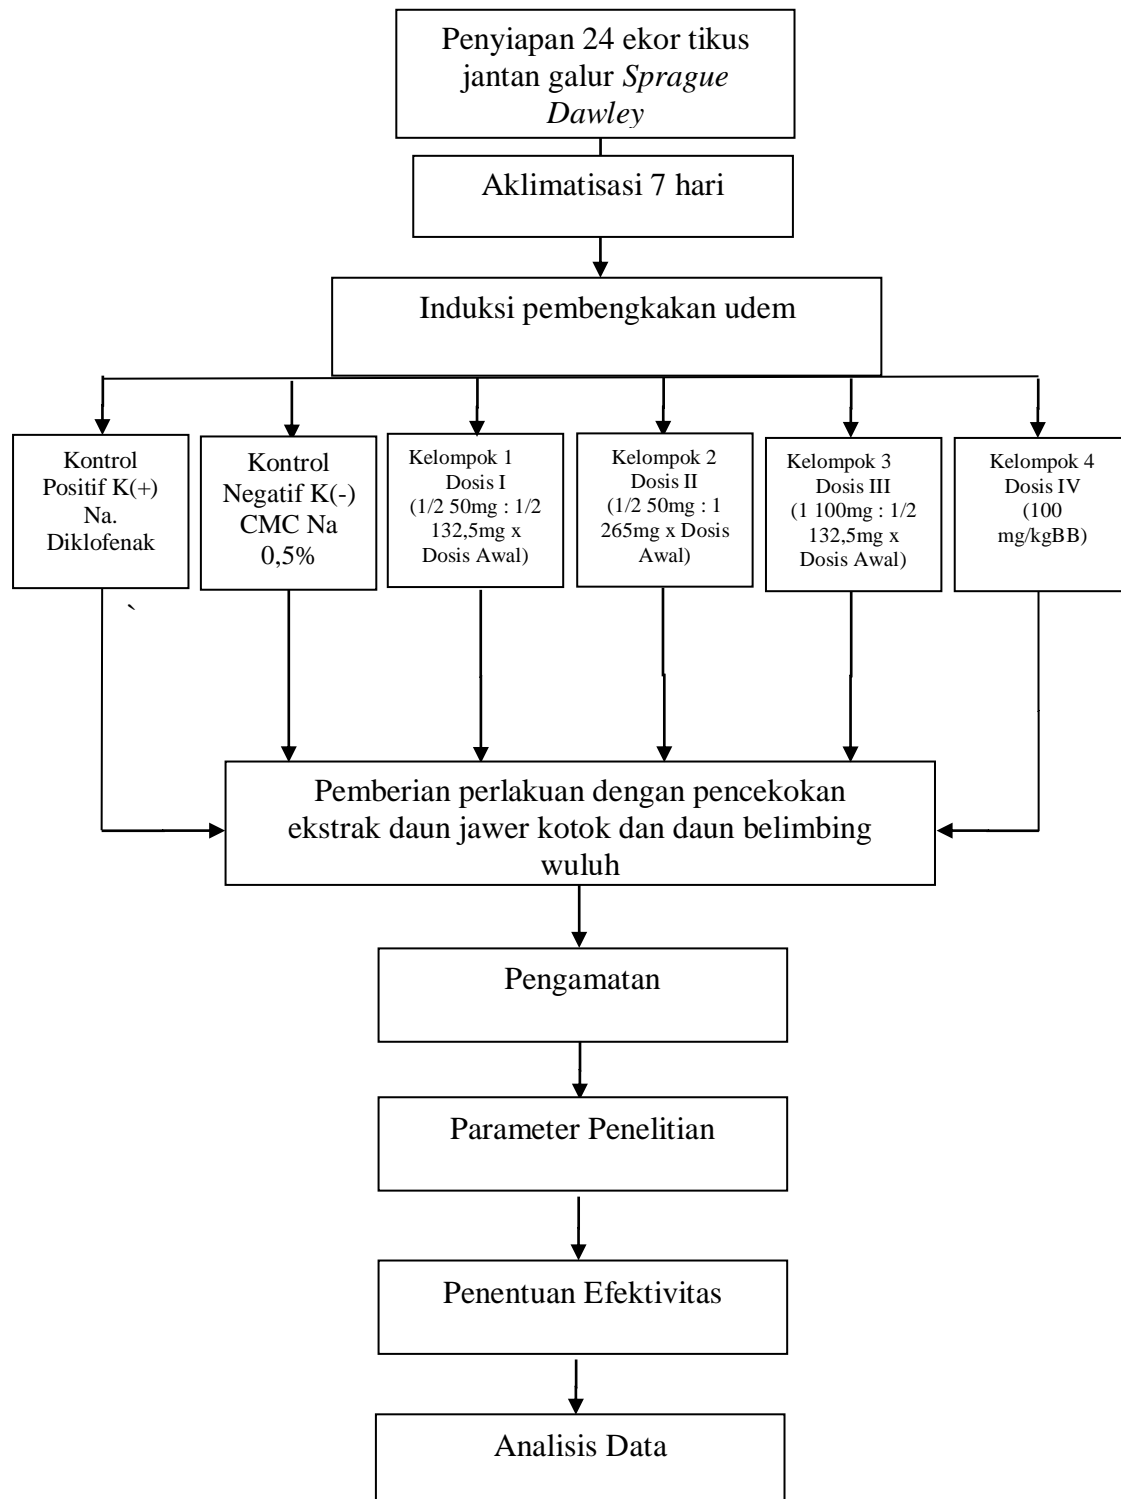 Penyiapan 24 ekor tikus
jantan galur Sprague
Dawley
Aklimatisasi 7 hari
Induksi pembengkakan udem
Kontrol
Positif K(+)
Na.
Diklofenak
Kontrol
Negatif K(-)
CMC Na
0,5%
Kelompok 1
Dosis I
(1/2 50mg : 1/2
132,5mg x
Dosis Awal)
Kelompok 2
Dosis II
(1/2 50mg : 1
265mg x Dosis
Awal)
Kelompok 3
Dosis III
(1 100mg : 1/2
132,5mg x
Dosis Awal)
Kelompok 4
Dosis IV
(100
mg/kgBB)
`
Pemberian perlakuan dengan pencekokan
ekstrak daun jawer kotok dan daun belimbing
wuluh
Pengamatan
Parameter Penelitian
Penentuan Efektivitas
Analisis Data